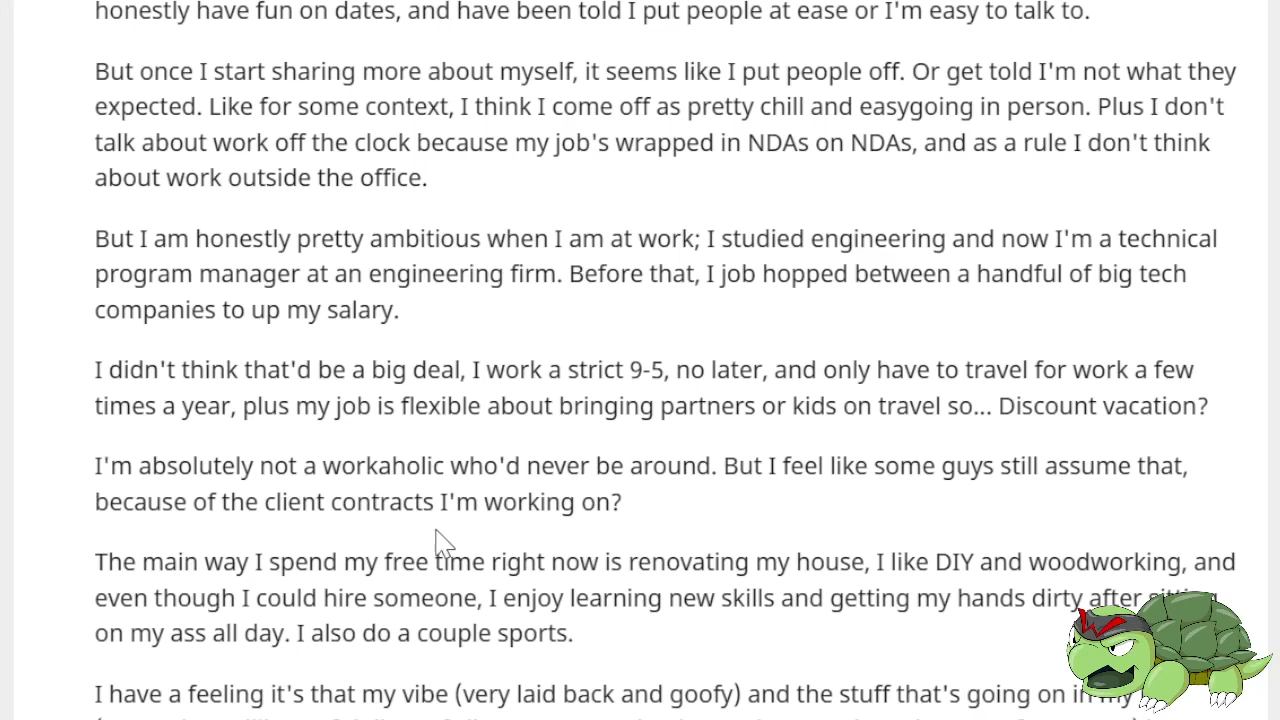 honestly have fun on dates, and have been told I put people at ease or I'm easy to talk to.
But once I start sharing more about myself, it seems like I put people off. Or get told I'm not what they
expected. Like for some context, I think I come off as pretty chill and easygoing in person. Plus I don't
talk about work off the clock because my job's wrapped in NDAs on NDAs, and as a rule I don't think
about work outside the office.
But I am honestly pretty ambitious when I am at work; I studied engineering and now I'm a technical
program manager at an engineering firm. Before that, I job hopped between a handful of big tech
companies to up my salary.
I didn't think that'd be a big deal, I work a strict 9-5, no later, and only have to travel for work a few
times a year, plus my job is flexible about bringing partners or kids on travel so... Discount vacation?
I'm absolutely not a workaholic who'd never be around. But I feel like some guys still assume that,
because of the client contracts I'm working on?
The main way I spend my free time right now is renovating my house, I like DIY and woodworking, and
even though I could hire someone, I enjoy learning new skills and getting my hands dirty after sitting
on my ass all day. I also do a couple sports.
I have a feeling it's that my vibe (very laid back and goofy) and the stuff that's going on in my